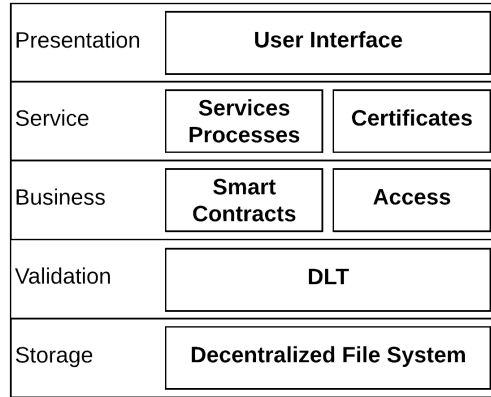 Presentation
User Interface
Service
Services
Processes
Certificates
Business
Smart
Contracts
Access
Validation
DLT
Storage
Decentralized File System